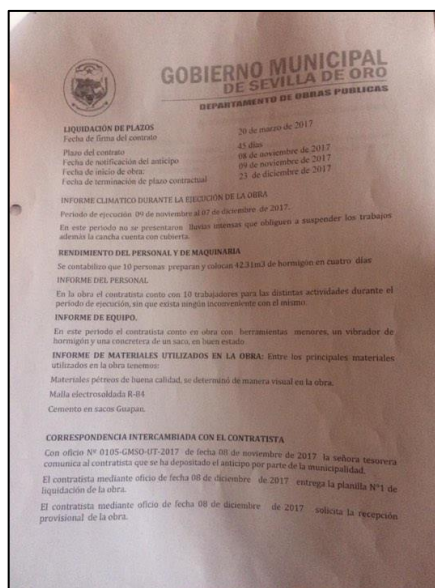 GOBIERNO MUNICIPAL
DE SEVILLA DE ORO
DEPARTAMENTO DE OBRAS PÚBLICAS
LIQUIDACIÓN DE PLAZOS
Fecha de firma del contrato 20 de marzo de 2017
Plazo del contrato 45 días
Fecha de notificación del anticipo 08 de noviembre de 2017
Fecha de inicio de obra: 09 de noviembre de 2017
Fecha de terminación de plazo contractual 23 de diciembre de 2017
INFORME CLIMATICO DURANTE LA EJECUCIÓN DE LA OBRA
Periodo de ejecución 09 de noviembre al 07 de diciembre de 2017.
En este periodo no se presentaron lluvias intensas que obliguen a suspender los trabajos
además la cancha cuenta con cubierta.
RENDIMIENTO DEL PERSONAL Y DE MAQUINARIA
Se contabilizo que 10 personas preparan y colocan 42.31m3 de hormigón en cuatro días
INFORME DEL PERSONAL
En la obra el contratista conto con 10 trabajadores para las distintas actividades durante el
periodo de ejecución, sin que exista ningún inconveniente con el mismo.
INFORME DE EQUIPO.
En este periodo el contratista conto en obra con herramientas menores, un vibrador de
hormigón y una concretera de un saco, en buen estado
INFORME DE MATERIALES UTILIZADOS EN LA OBRA: Entre los principales materiales
utilizados en la obra tenemos:
Materiales pétreos de buena calidad, se determinó de manera visual en la obra.
Malla electrosoldada R-84
Cemento en sacos Guapan.
CORRESPONDENCIA INTERCAMBIADA CON EL CONTRATISTA
Con oficio Nº 0105-GMSO-UT-2017 de fecha 08 de noviembre de 2017 la señora tesorera
comunica al contratista que se ha depositado el anticipo por parte de la municipalidad.
El contratista mediante oficio de fecha 08 de diciembre de 2017 entrega la planilla N°1 de
liquidación de la obra.
El contratista mediante oficio de fecha 08 de diciembre de 2017 solicita la recepción
provisional de la obra.